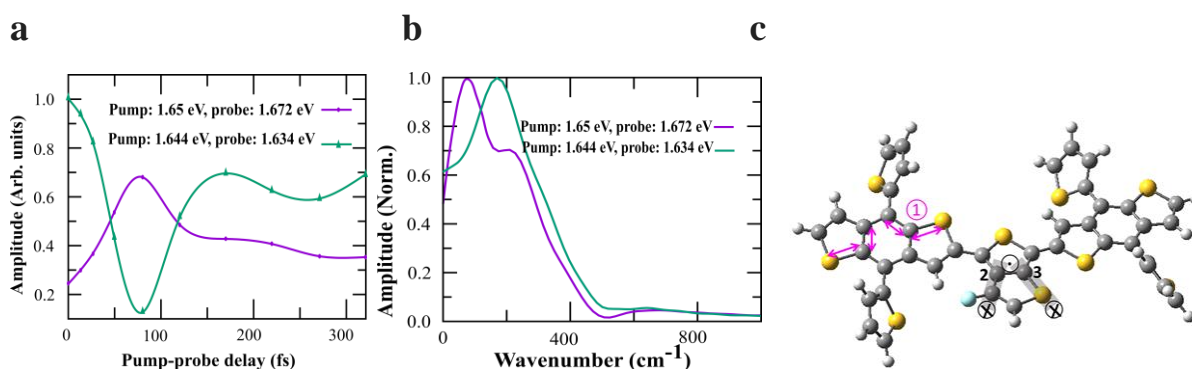 a
b
c
Amplitude (Arb. units)
1.0
0.8
0.6
0.4
0.2
0
100
200
300
Pump-probe delay (fs)
Pump: 1.65 eV, probe: 1.672 eV
Pump: 1.644 eV, probe: 1.634 eV
Amplitude (Norm.)
1.0
0.8
0.6
0.4
0.2
0.0
0
400
800
Wavenumber (cm-1)
Pump: 1.65 eV, probe: 1.672 eV
Pump: 1.644 eV, probe: 1.634 eV
1
2
3
X
X